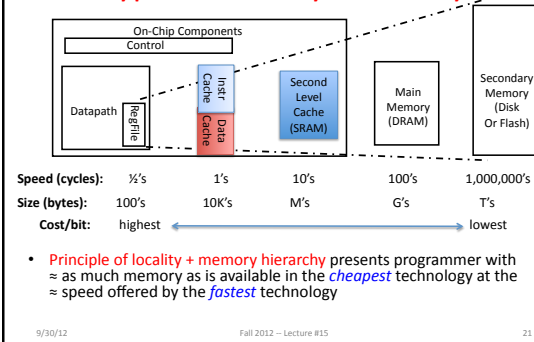 On-Chip Components
Control
Datapath
RegFile
Instr
Cache
Data
Cache
Second
Level
Cache
(SRAM)
Main
Memory
(DRAM)
Secondary
Memory
(Disk
Or Flash)
Speed (cycles): ½'s 1's 10's 100's 1,000,000's
Size (bytes): 100's 10K's M's G's T's
Cost/bit: highest lowest
• Principle of locality + memory hierarchy presents programmer with
≈ as much memory as is available in the cheapest technology at the
≈ speed offered by the fastest technology
9/30/12 Fall 2012 -- Lecture #15 21